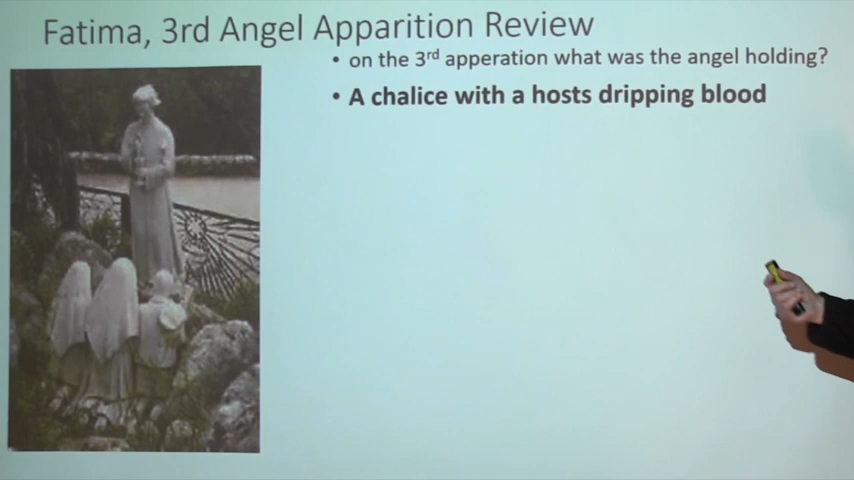 Fatima, 3rd Angel Apparition Review
• on the 3rd apperation what was the angel holding?
• A chalice with a hosts dripping blood